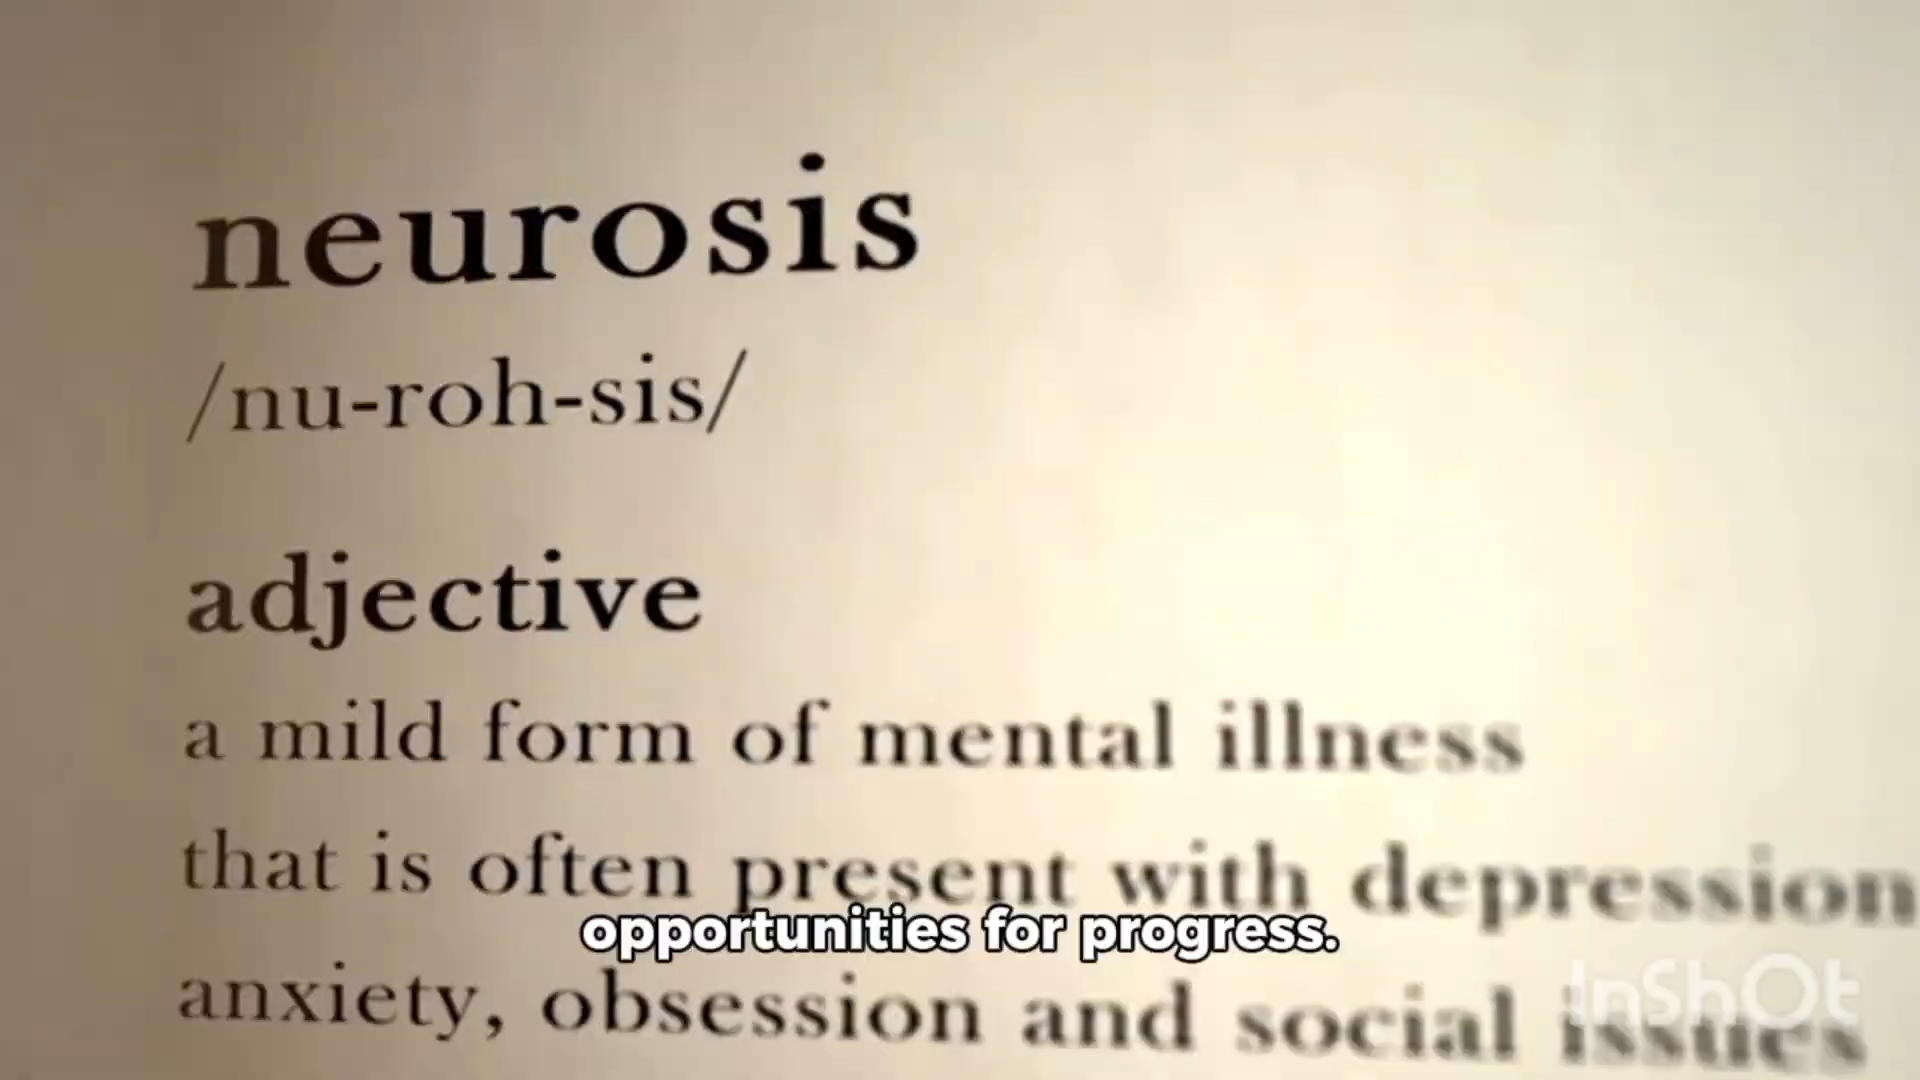 neurosis
/nu-roh-sis/
adjective
a mild form of mental illness
that is often present with depression
opportunities for progress.
anxiety, obsession and social issues
InShOt